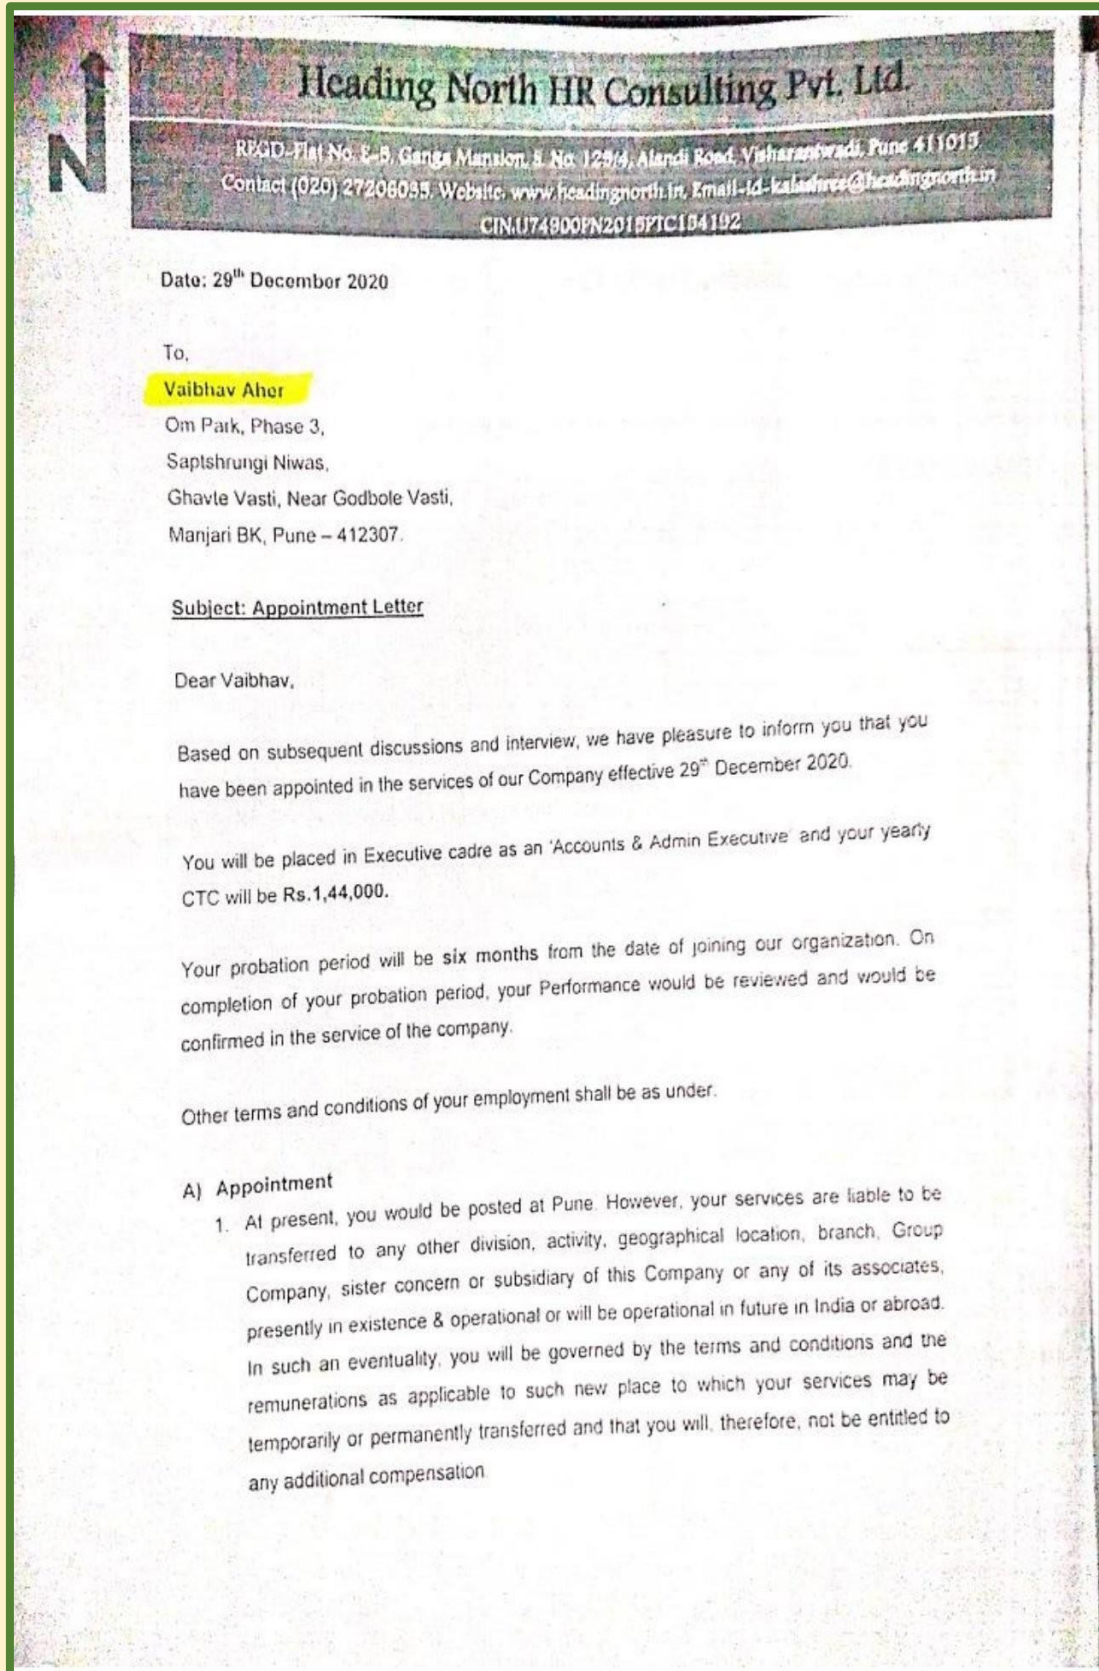 N
Heading North HR Consulting Pvt. Ltd.
REGD-Flat No. E-5, Ganga Mansion, S. No. 129/4, Alandi Road, Vishrantwadi, Pune 411015
Contact (020) 27206035, Website. www.headingnorth.in, Email-id-kalashree@headingnorth.in
CIN.U74900PN2015PTC154192
Date: 29th December 2020
To,
Vaibhav Aher
Om Park, Phase 3,
Saptshrungi Niwas,
Ghavte Vasti, Near Godbole Vasti,
Manjari BK, Pune – 412307.
Subject: Appointment Letter
Dear Vaibhav,
Based on subsequent discussions and interview, we have pleasure to inform you that you
have been appointed in the services of our Company effective 29th December 2020.
You will be placed in Executive cadre as an 'Accounts & Admin Executive' and your yearly
CTC will be Rs.1,44,000.
Your probation period will be six months from the date of joining our organization. On
completion of your probation period, your Performance would be reviewed and would be
confirmed in the service of the company.
Other terms and conditions of your employment shall be as under.
A) Appointment
1. At present, you would be posted at Pune. However, your services are liable to be
transferred to any other division, activity, geographical location, branch, Group
Company, sister concern or subsidiary of this Company or any of its associates,
presently in existence & operational or will be operational in future in India or abroad.
In such an eventuality, you will be governed by the terms and conditions and the
remunerations as applicable to such new place to which your services may be
temporarily or permanently transferred and that you will, therefore, not be entitled to
any additional compensation